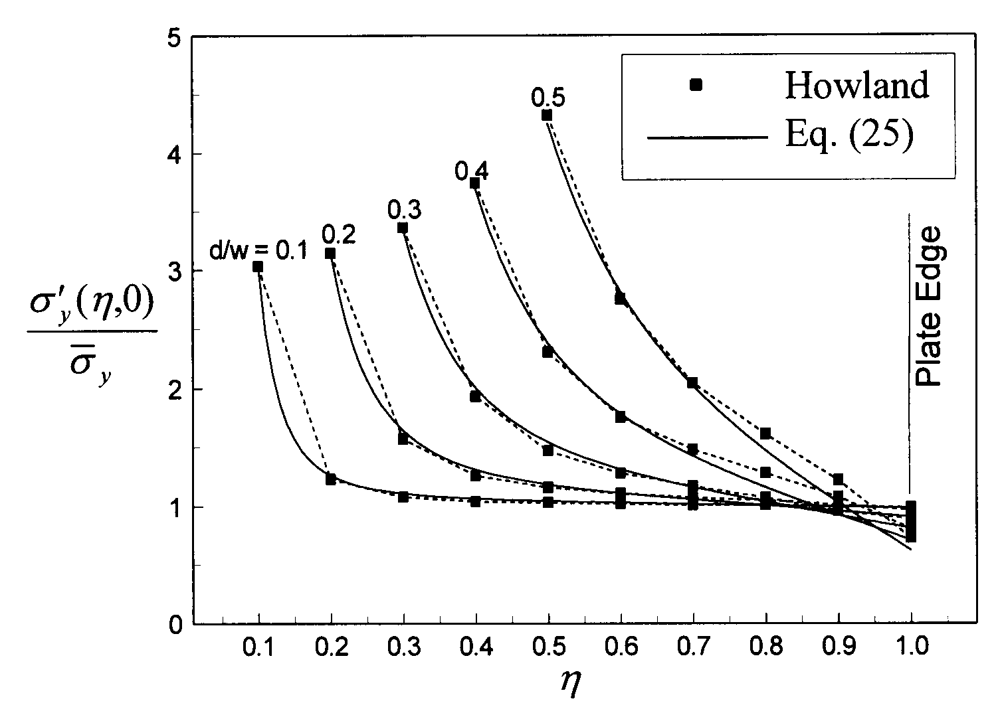 5
4
3
2
1
0
σ′y(η,0)
σ̄y
d/w = 0.1
0.2
0.3
0.4
0.5
Howland
Eq. (25)
Plate Edge
0.1 0.2 0.3 0.4 0.5 0.6 0.7 0.8 0.9 1.0
η